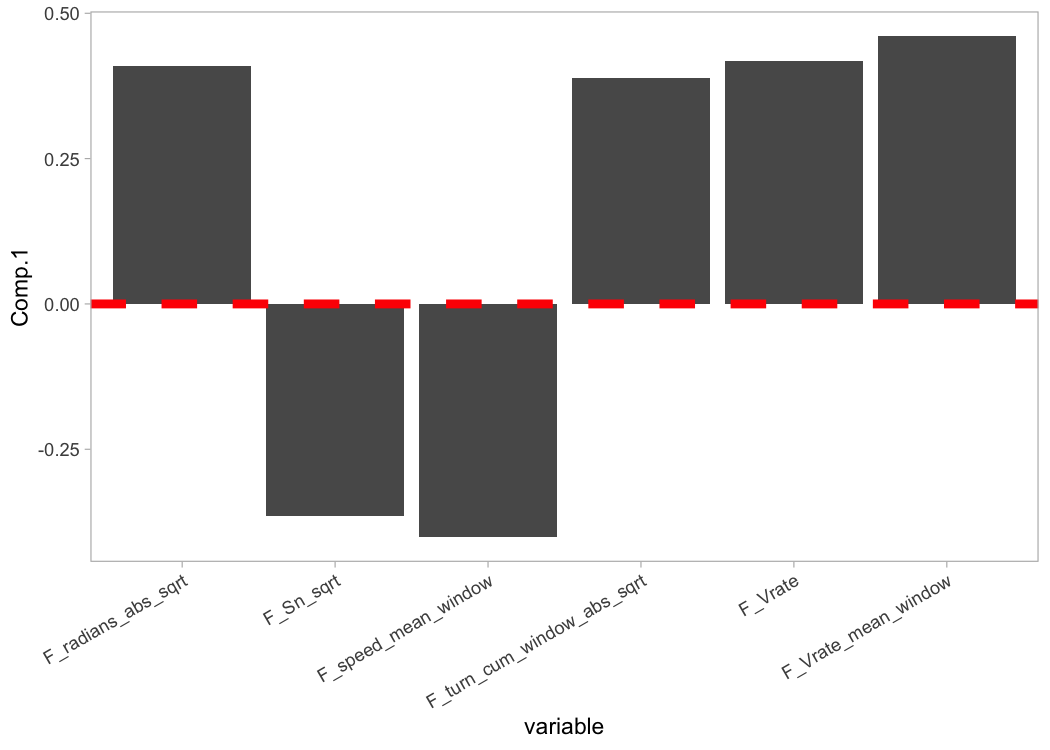 0.50
0.25
0.00
-0.25
Comp.1
F_radians_abs_sqrt
F_Sn_sqrt
F_speed_mean_window
F_turn_cum_window_abs_sqrt
F_Vrate
F_Vrate_mean_window
variable